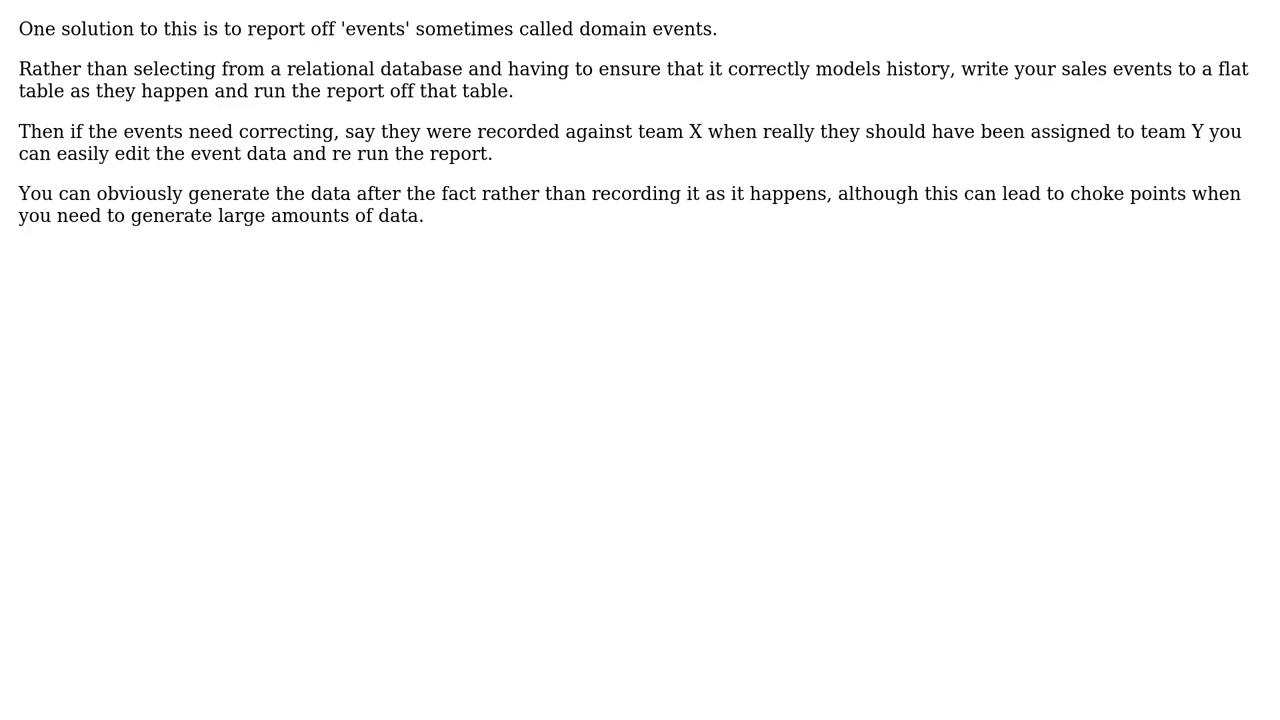 One solution to this is to report off 'events' sometimes called domain events.
Rather than selecting from a relational database and having to ensure that it correctly models history, write your sales events to a flat
table as they happen and run the report off that table.
Then if the events need correcting, say they were recorded against team X when really they should have been assigned to team Y you
can easily edit the event data and re run the report.
You can obviously generate the data after the fact rather than recording it as it happens, although this can lead to choke points when
you need to generate large amounts of data.